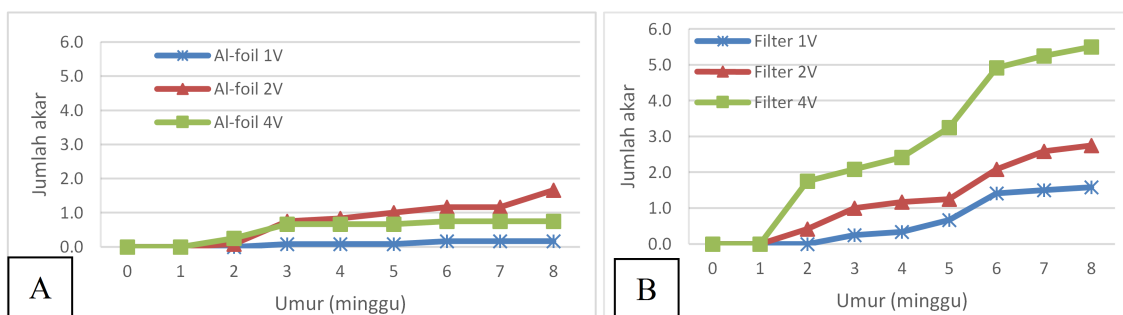 6.0
5.0
4.0
3.0
2.0
1.0
0.0
Jumlah akar
Al-foil 1V
Al-foil 2V
Al-foil 4V
0 1 2 3 4 5 6 7 8
Umur (minggu)
A
6.0
5.0
4.0
3.0
2.0
1.0
0.0
Jumlah akar
Filter 1V
Filter 2V
Filter 4V
0 1 2 3 4 5 6 7 8
Umur (minggu)
B